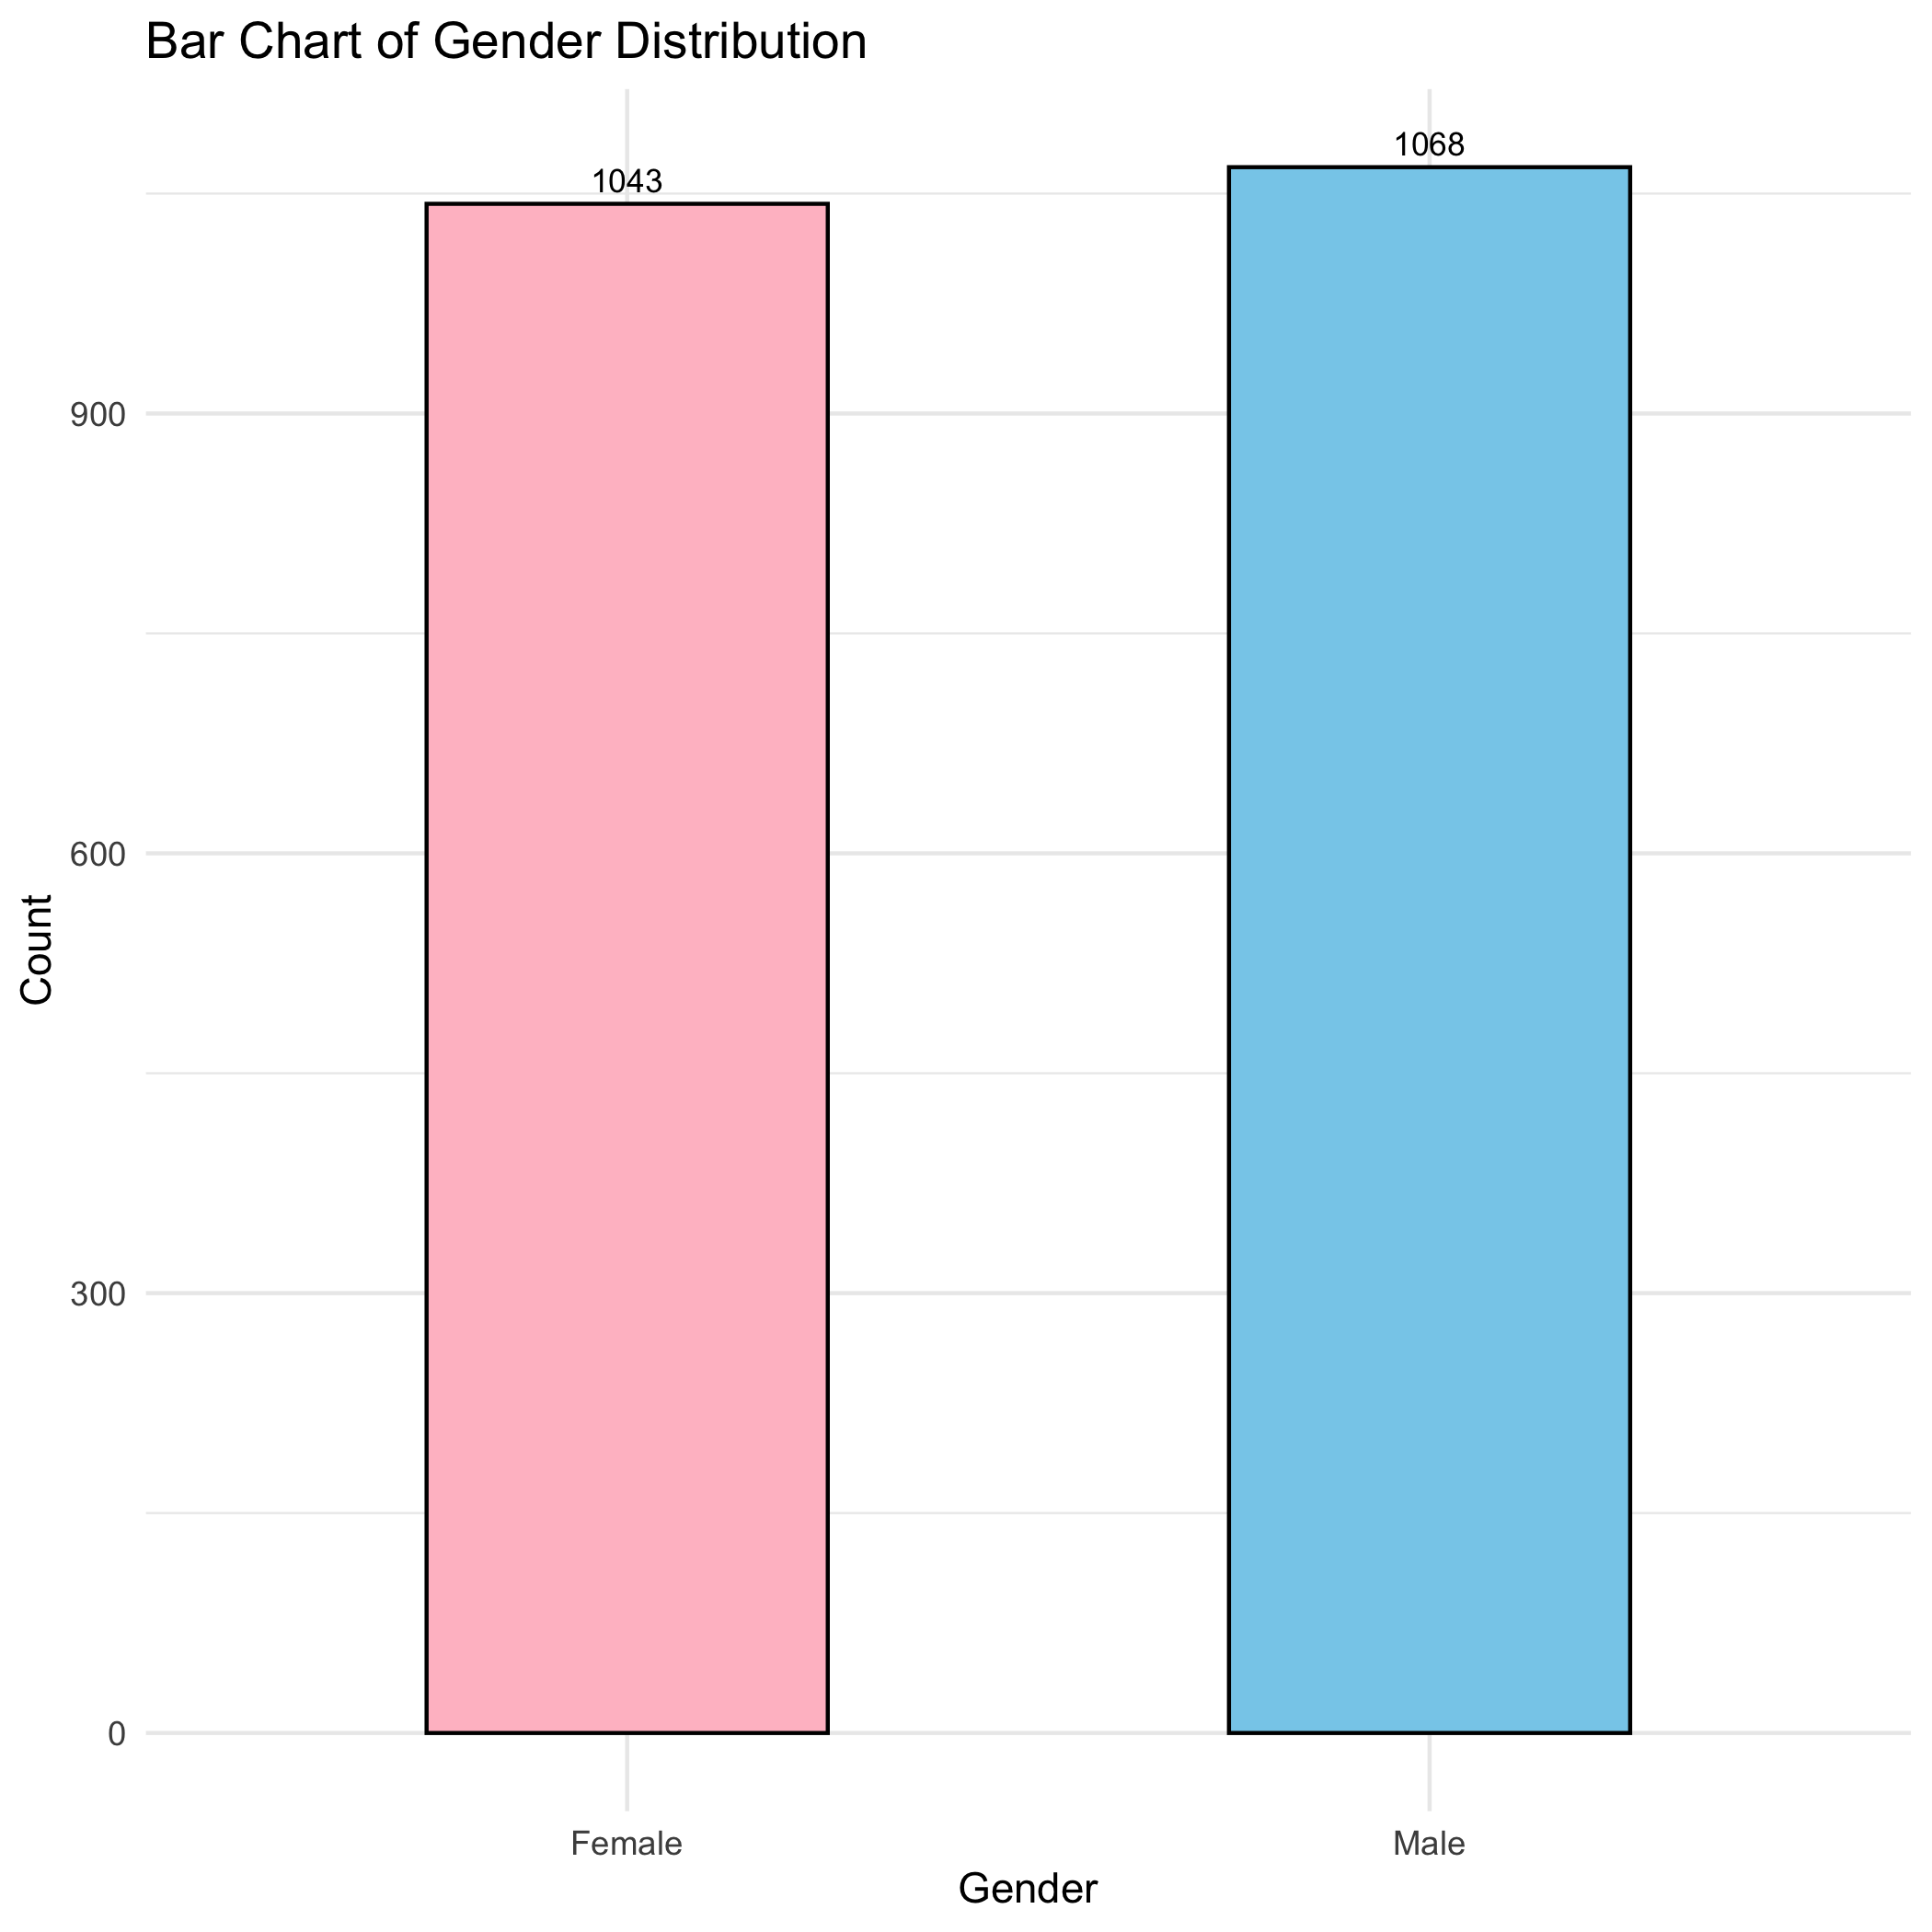 Bar Chart of Gender Distribution
1068
1043
900
600
300
0
Count
Female
Male
Gender